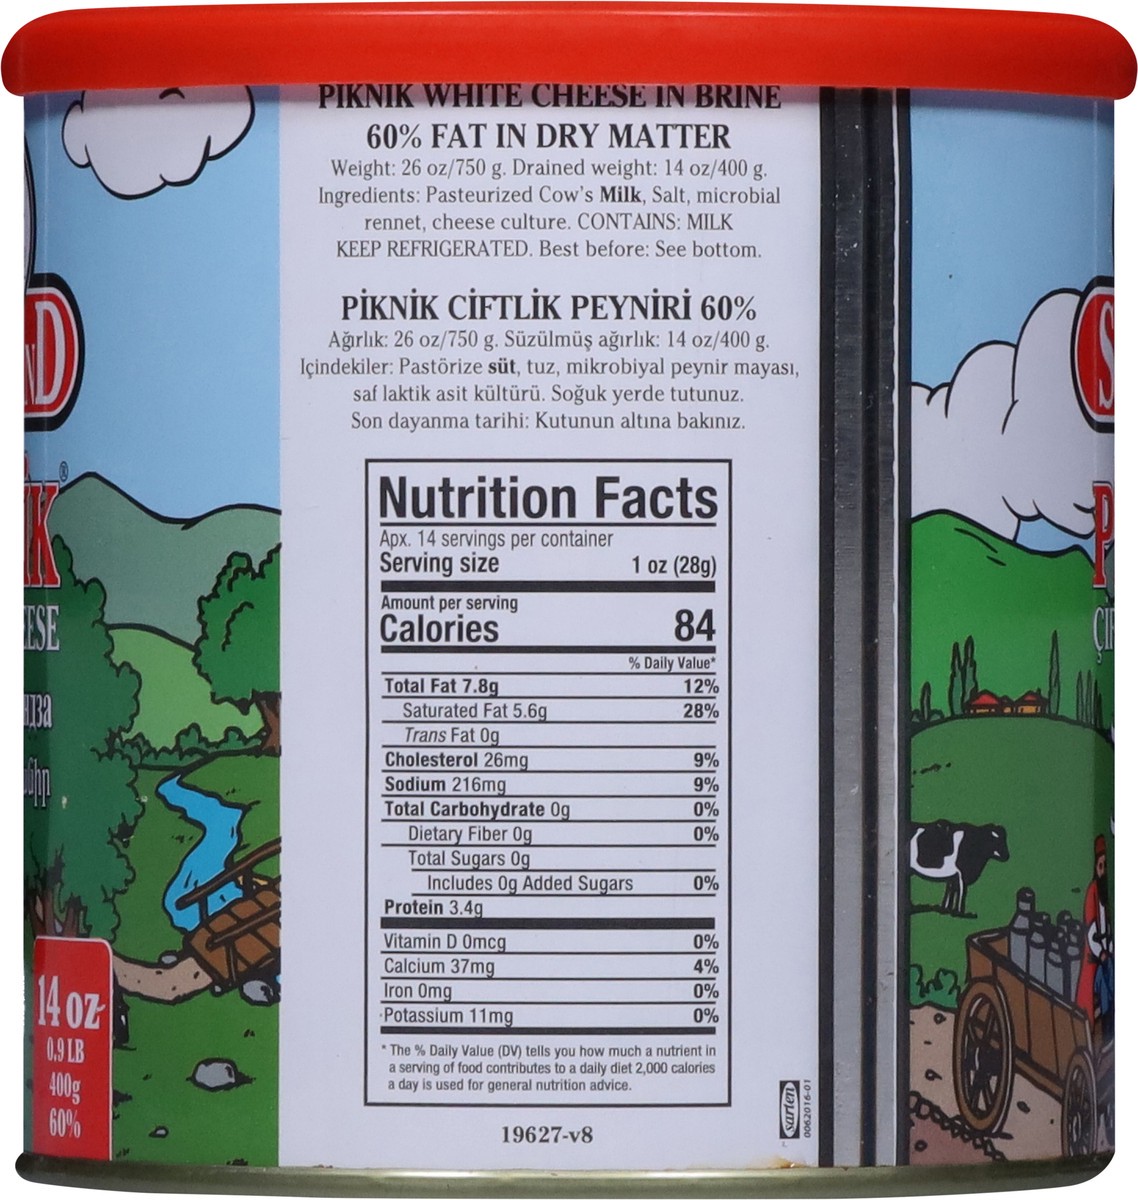 PİKNİK WHITE CHEESE IN BRINE
60% FAT IN DRY MATTER
Weight: 26 oz/750 g. Drained weight: 14 oz/400 g.
Ingredients: Pasteurized Cow's Milk, Salt, microbial
rennet, cheese culture. CONTAINS: MILK
KEEP REFRIGERATED. Best before: See bottom.
PİKNİK CİFTLİK PEYNİRİ 60%
Ağırlık: 26 oz/750 g. Süzülmüş ağırlık: 14 oz/400 g.
Içindekiler: Pastörize süt, tuz, mikrobiyal peynir mayası,
saf laktik asit kültürü. Soğuk yerde tutunuz.
Son dayanma tarihi: Kutunun altına bakınız.
Nutrition Facts
Apx. 14 servings per container
Serving size 1 oz (28g)
Amount per serving
Calories 84
% Daily Value*
Total Fat 7.8g 12%
Saturated Fat 5.6g 28%
Trans Fat 0g
Cholesterol 26mg 9%
Sodium 216mg 9%
Total Carbohydrate 0g 0%
Dietary Fiber 0g 0%
Total Sugars 0g
Includes 0g Added Sugars 0%
Protein 3.4g
Vitamin D 0mcg 0%
Calcium 37mg 4%
Iron 0mg 0%
Potassium 11mg 0%
* The % Daily Value (DV) tells you how much a nutrient in
a serving of food contributes to a daily diet 2,000 calories
a day is used for general nutrition advice.
19627-v8
sarten
0062016-01
ND
İK®
EESE
14 oz
0.9 LB
400g
60%
S
P